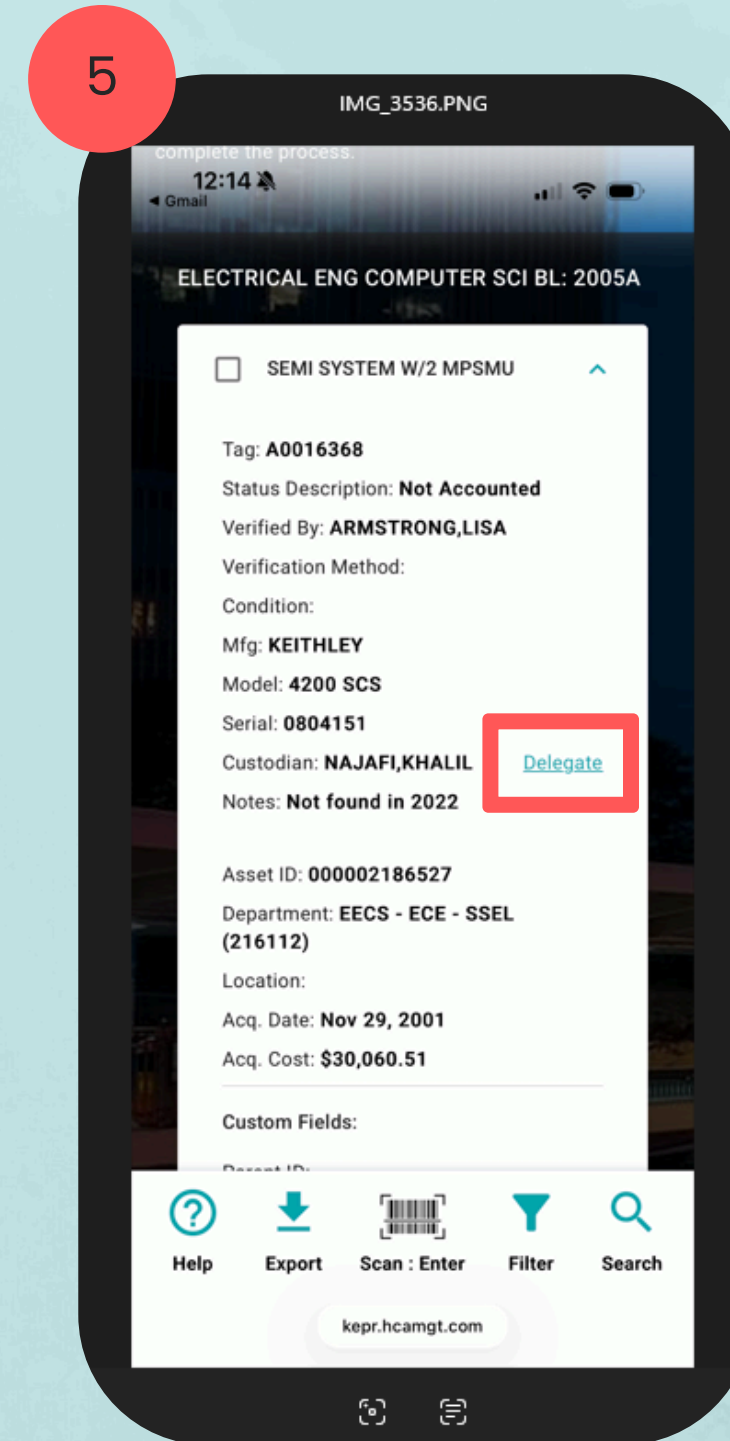 5
IMG_3536.PNG
complete the process.
12:14
◄ Gmail
ELECTRICAL ENG COMPUTER SCI BL: 2005A
SEMI SYSTEM W/2 MPSMU
Tag: A0016368
Status Description: Not Accounted
Verified By: ARMSTRONG,LISA
Verification Method:
Condition:
Mfg: KEITHLEY
Model: 4200 SCS
Serial: 0804151
Custodian: NAJAFI,KHALIL Delegate
Notes: Not found in 2022
Asset ID: 000002186527
Department: EECS - ECE - SSEL
(216112)
Location:
Acq. Date: Nov 29, 2001
Acq. Cost: $30,060.51
Custom Fields:
Parent ID:
Help Export Scan : Enter Filter Search
kepr.hcamgt.com